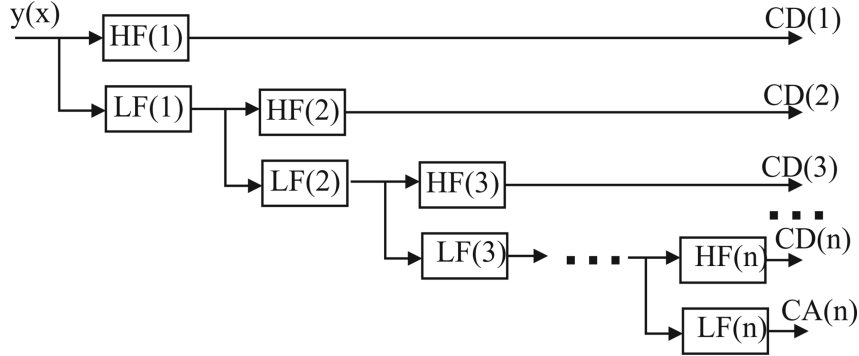 y(x)
HF(1)
CD(1)
LF(1)
HF(2)
CD(2)
LF(2)
HF(3)
CD(3)
LF(3)
HF(n)
CD(n)
LF(n)
CA(n)